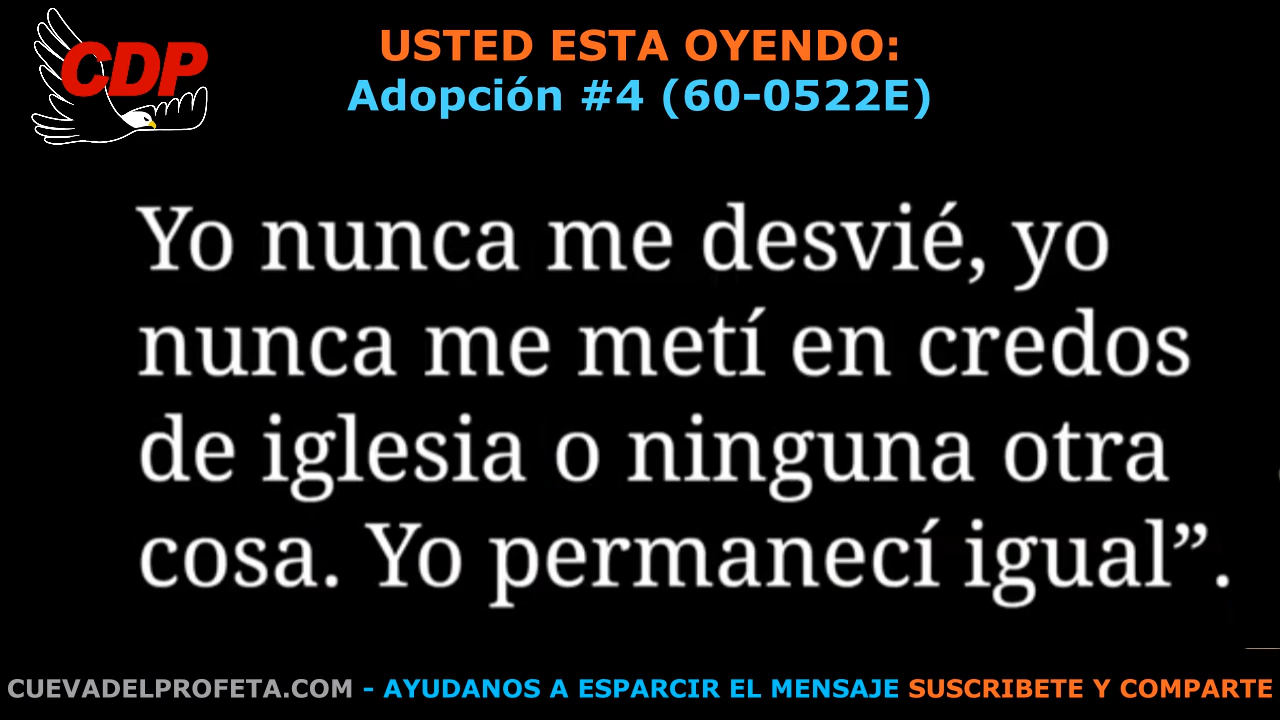 CDP
USTED ESTA OYENDO:
Adopción #4 (60-0522E)
Yo nunca me desvié, yo
nunca me metí en credos
de iglesia o ninguna otra
cosa. Yo permanecí igual”.
CUEVADELPROFETA.COM - AYUDANOS A ESPARCIR EL MENSAJE SUSCRIBETE Y COMPARTE